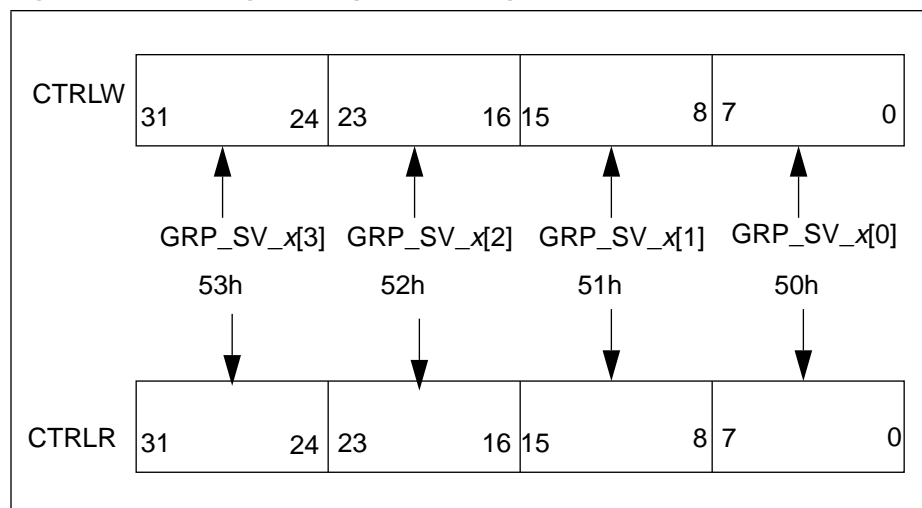 CTRLW 31 24 23 16 15 8 7 0
GRP_SV_x[3] GRP_SV_x[2] GRP_SV_x[1] GRP_SV_x[0]
53h 52h 51h 50h
CTRLR 31 24 23 16 15 8 7 0